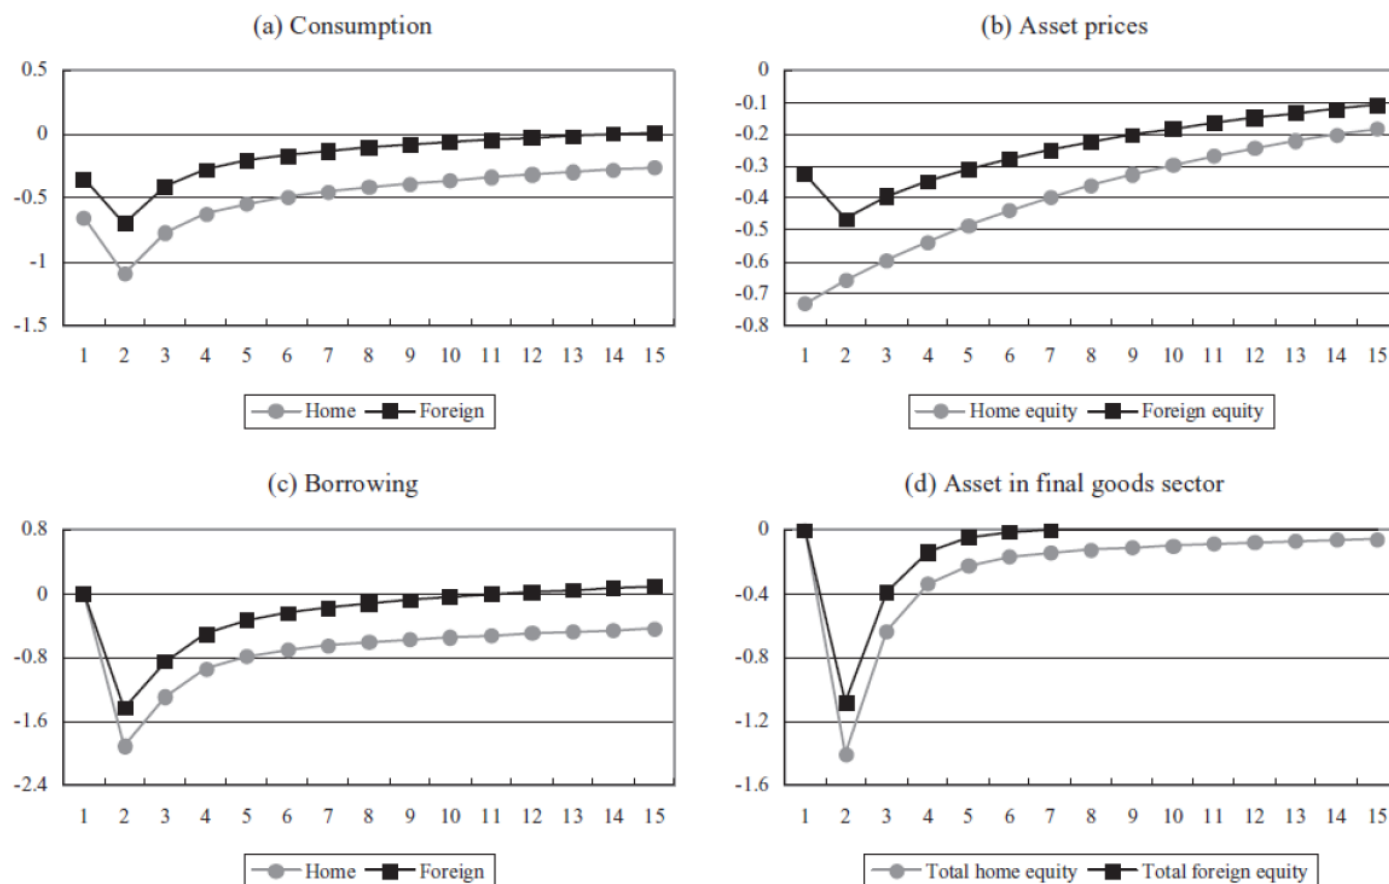 (a) Consumption
0.5
0
-0.5
-1
-1.5
1 2 3 4 5 6 7 8 9 10 11 12 13 14 15
Home Foreign
(b) Asset prices
0
-0.1
-0.2
-0.3
-0.4
-0.5
-0.6
-0.7
-0.8
1 2 3 4 5 6 7 8 9 10 11 12 13 14 15
Home equity Foreign equity
(c) Borrowing
0.8
0
-0.8
-1.6
-2.4
1 2 3 4 5 6 7 8 9 10 11 12 13 14 15
Home Foreign
(d) Asset in final goods sector
0
-0.4
-0.8
-1.2
-1.6
1 2 3 4 5 6 7 8 9 10 11 12 13 14 15
Total home equity Total foreign equity